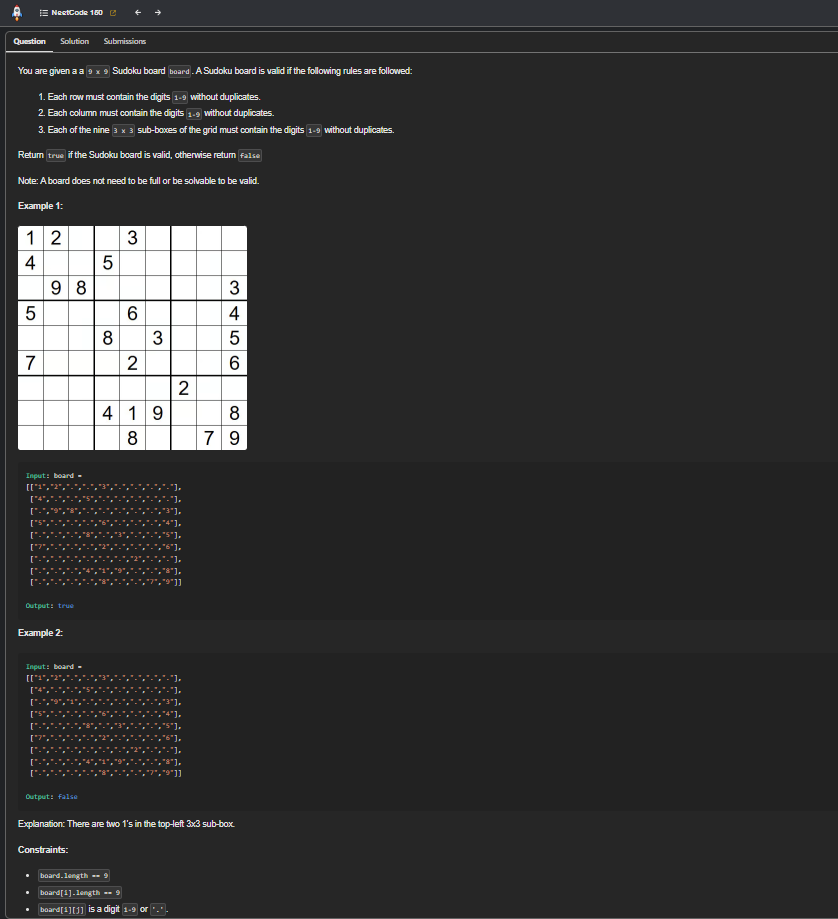 NeetCode 150
Question Solution Submissions
You are given a a 9 x 9 Sudoku board board. A Sudoku board is valid if the following rules are followed:
1. Each row must contain the digits 1-9 without duplicates.
2. Each column must contain the digits 1-9 without duplicates.
3. Each of the nine 3 x 3 sub-boxes of the grid must contain the digits 1-9 without duplicates.
Return true if the Sudoku board is valid, otherwise return false
Note: A board does not need to be full or be solvable to be valid.
Example 1:
1 2 3
4 5
9 8 3
5 6 4
8 3 5
7 2 6
2
4 1 9 8
8 7 9
Input: board =
[["1","2",".",".","3",".",".",".","."],
["4",".",".","5",".",".",".",".","."],
[".","9","8",".",".",".",".",".","3"],
["5",".",".",".","6",".",".",".","4"],
[".",".",".","8",".","3",".",".","5"],
["7",".",".",".","2",".",".",".","6"],
[".",".",".",".",".",".","2",".","."],
[".",".",".","4","1","9",".",".","8"],
[".",".",".",".","8",".",".","7","9"]]
Output: true
Example 2:
Input: board =
[["1","2",".",".","3",".",".",".","."],
["4",".",".","5",".",".",".",".","."],
[".","9","1",".",".",".",".",".","3"],
["5",".",".",".","6",".",".",".","4"],
[".",".",".","8",".","3",".",".","5"],
["7",".",".",".","2",".",".",".","6"],
[".",".",".",".",".",".","2",".","."],
[".",".",".","4","1","9",".",".","8"],
[".",".",".",".","8",".",".","7","9"]]
Output: false
Explanation: There are two 1's in the top-left 3x3 sub-box.
Constraints:
• board.length == 9
• board[i].length == 9
• board[i][j] is a digit 1-9 or '.'.